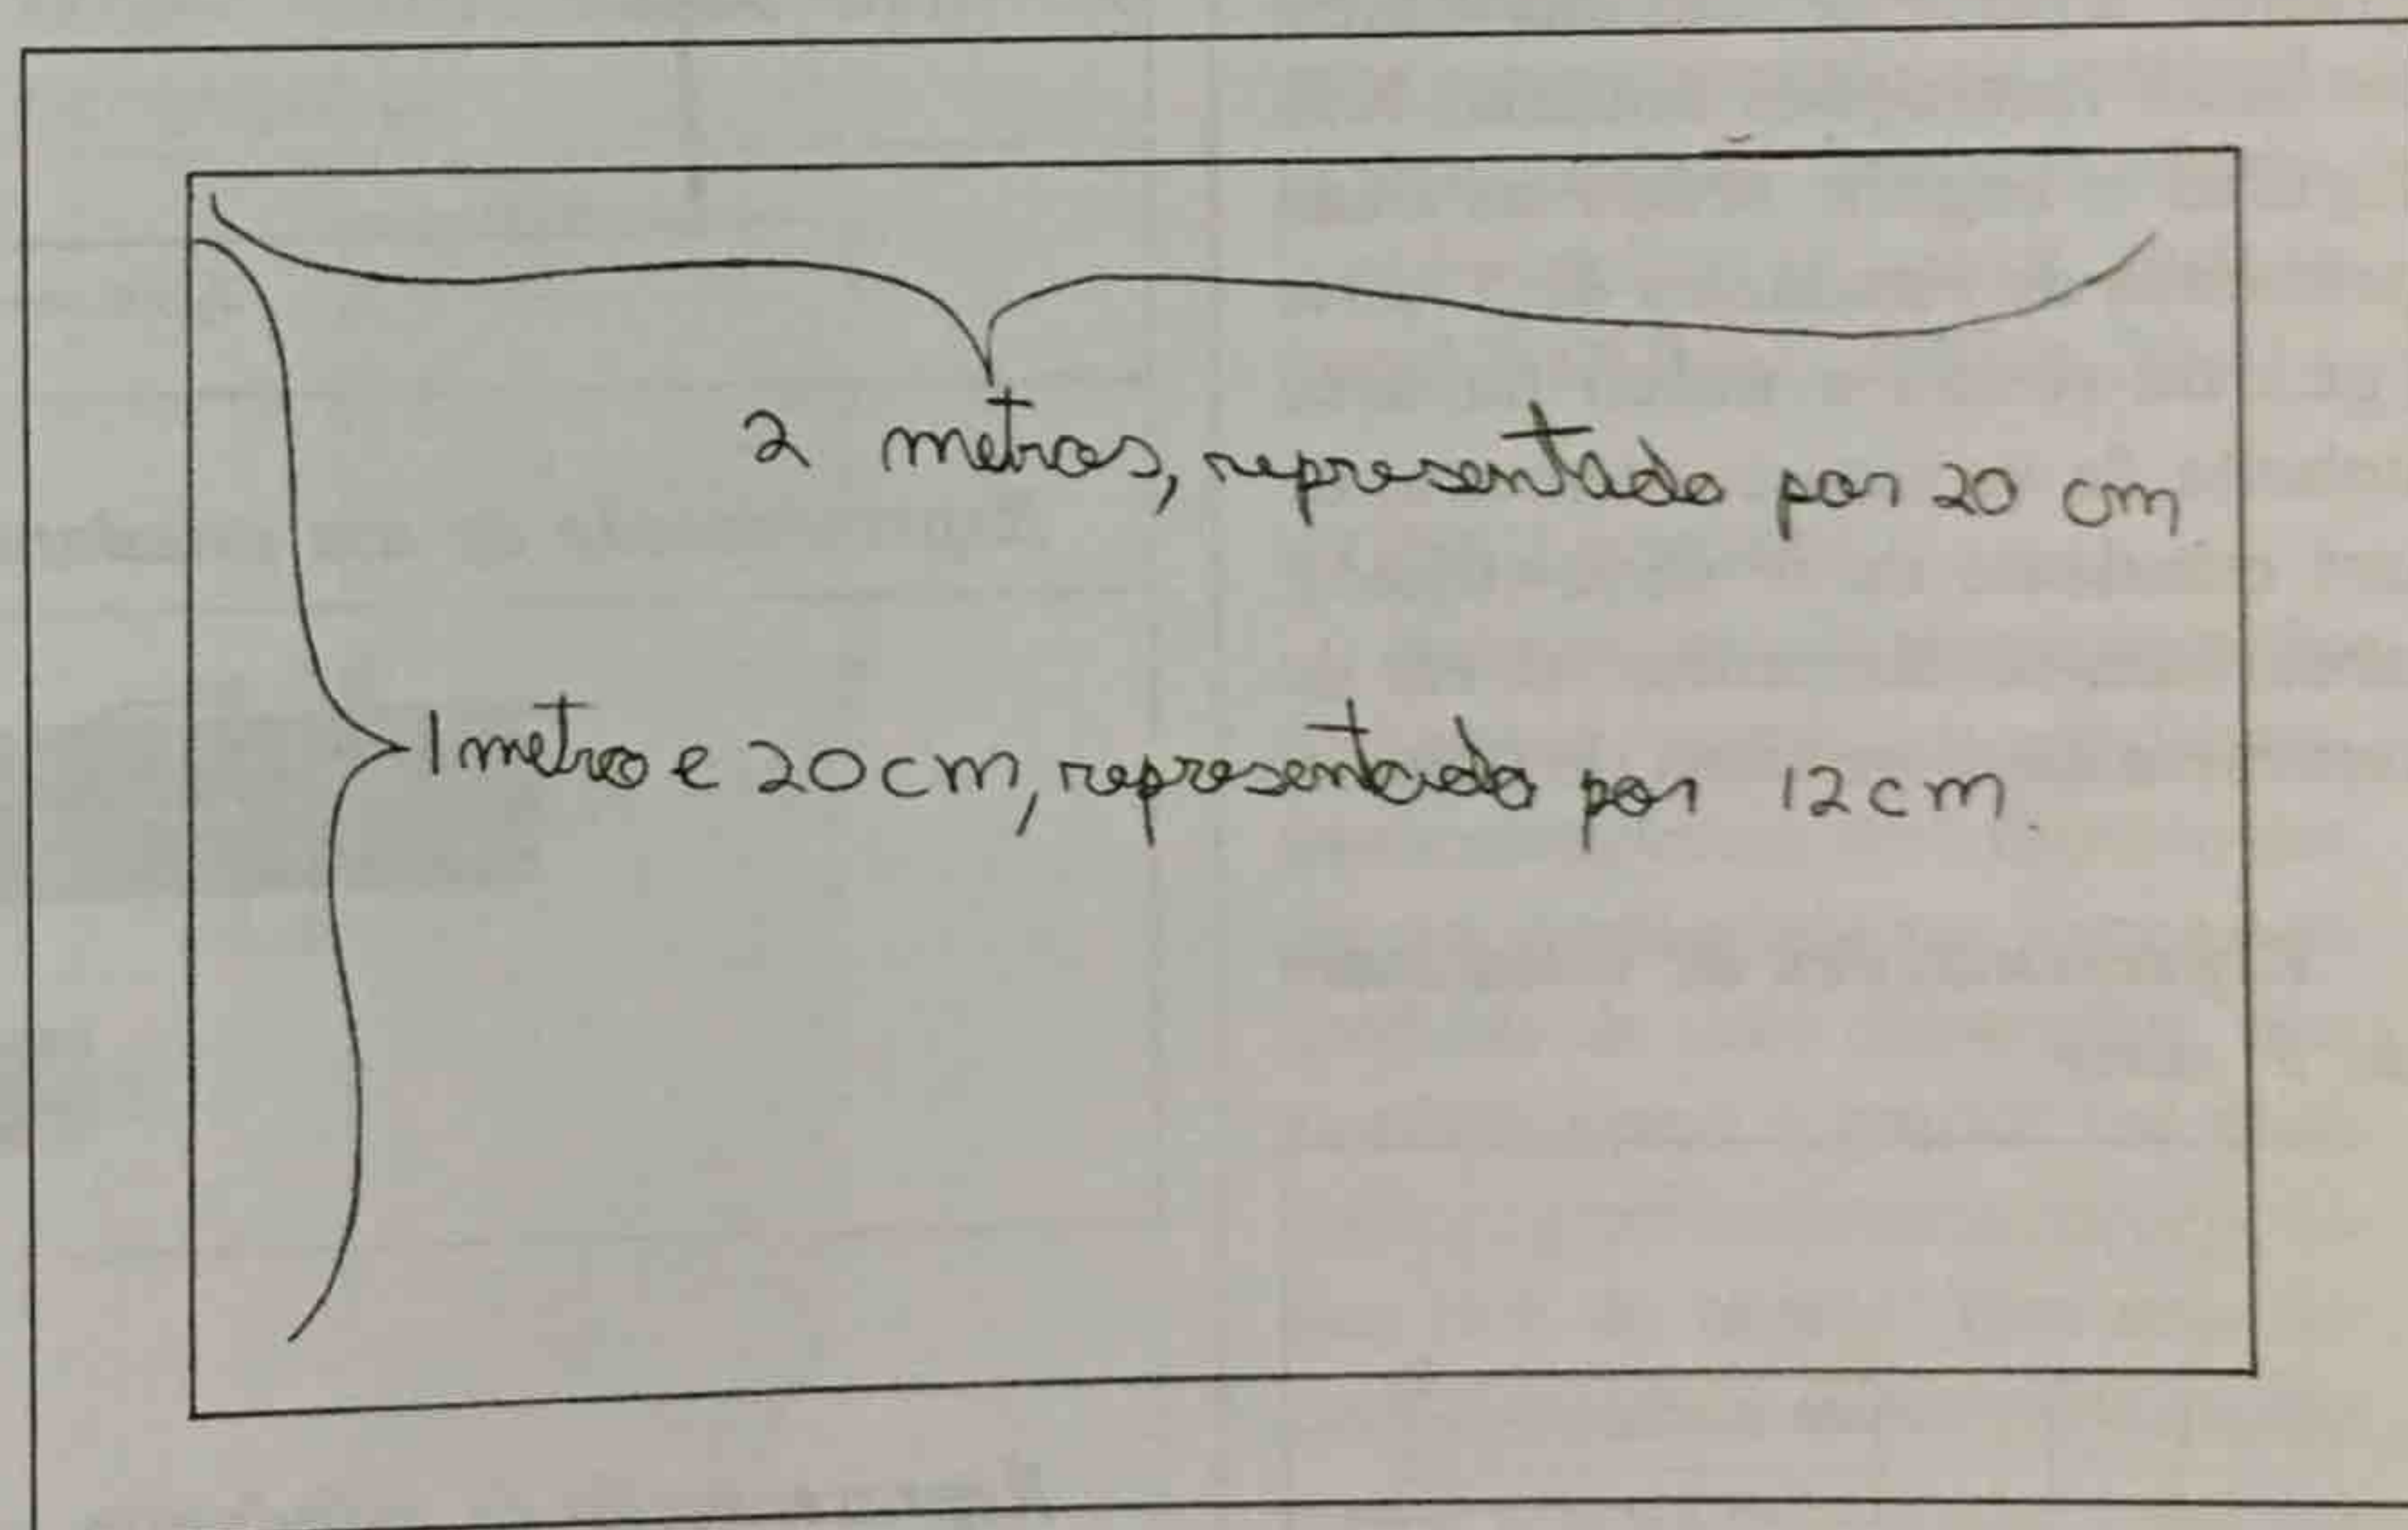 2 metros, representado por 20 cm
1 metro e 20 cm, representado por 12 cm.